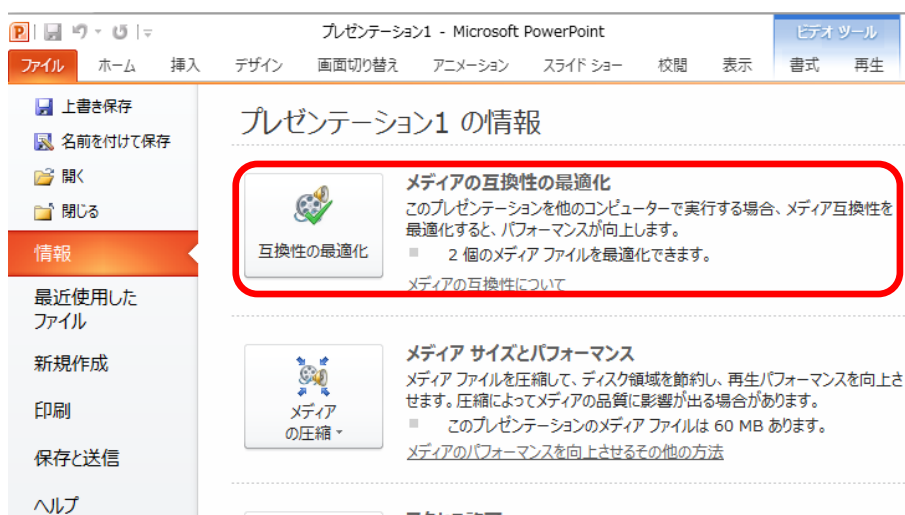 プレゼンテーション1 - Microsoft PowerPoint
ビデオ ツール
ファイル ホーム 挿入 デザイン 画面切り替え アニメーション スライド ショー 校閲 表示 書式 再生
上書き保存
名前を付けて保存
開く
閉じる
情報
最近使用した
ファイル
新規作成
印刷
保存と送信
ヘルプ
プレゼンテーション1 の情報
互換性の最適化
メディアの互換性の最適化
このプレゼンテーションを他のコンピューターで実行する場合、メディア互換性を
最適化すると、パフォーマンスが向上します。
2 個のメディア ファイルを最適化できます。
メディアの互換性について
メディア
の圧縮
メディア サイズとパフォーマンス
メディア ファイルを圧縮して、ディスク領域を節約し、再生パフォーマンスを向上さ
せます。圧縮によってメディアの品質に影響が出る場合があります。
このプレゼンテーションのメディア ファイルは 60 MB あります。
メディアのパフォーマンスを向上させるその他の方法